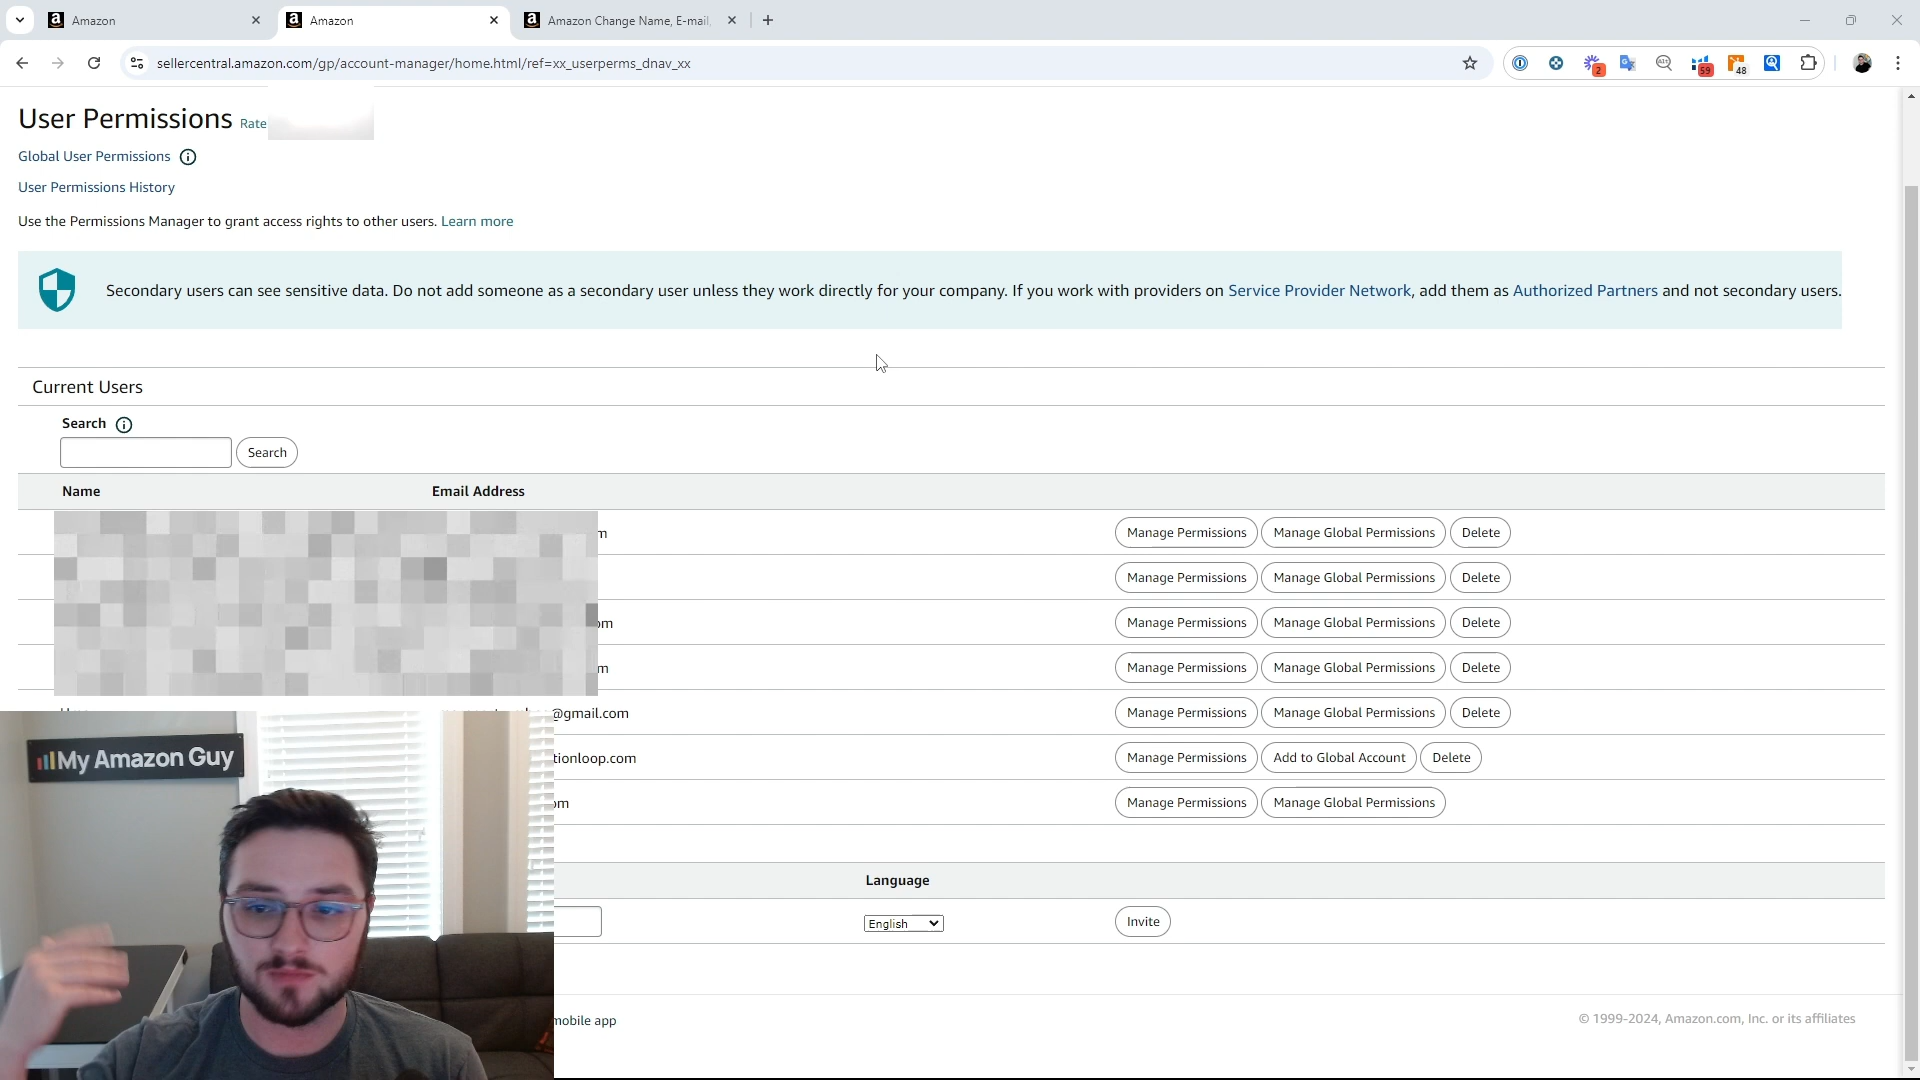 Amazon
Amazon
Amazon Change Name, E-mail,
sellercentral.amazon.com/gp/account-manager/home.html/ref=xx_userperms_dnav_xx
2
59
48
User Permissions Rate
Global User Permissions
User Permissions History
Use the Permissions Manager to grant access rights to other users. Learn more
Secondary users can see sensitive data. Do not add someone as a secondary user unless they work directly for your company. If you work with providers on Service Provider Network, add them as Authorized Partners and not secondary users.
Current Users
Search
Search
Name Email Address
m Manage Permissions Manage Global Permissions Delete
Manage Permissions Manage Global Permissions Delete
om Manage Permissions Manage Global Permissions Delete
m Manage Permissions Manage Global Permissions Delete
@gmail.com Manage Permissions Manage Global Permissions Delete
tionloop.com Manage Permissions Add to Global Account Delete
om Manage Permissions Manage Global Permissions
Language
English Invite
mobile app
© 1999-2024, Amazon.com, Inc. or its affiliates
My Amazon Guy